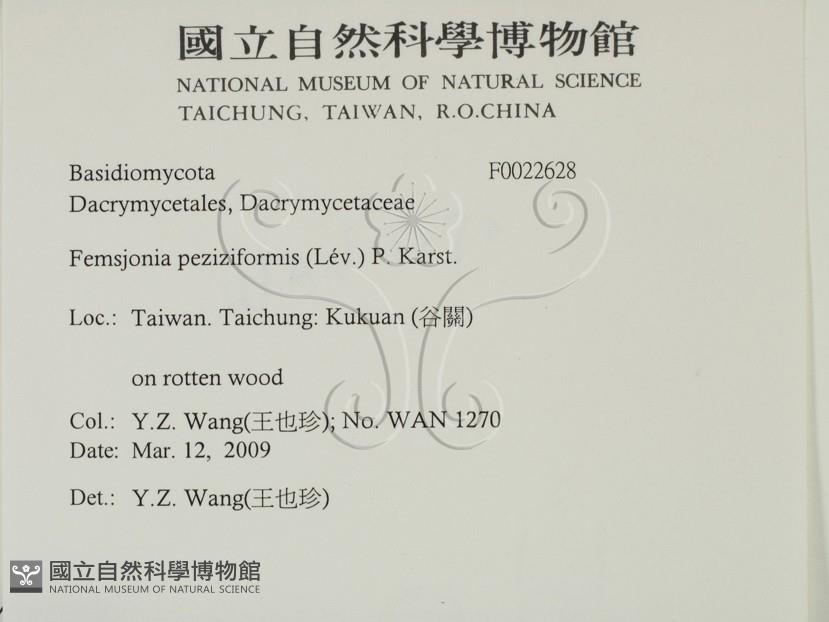 國立自然科學博物館
NATIONAL MUSEUM OF NATURAL SCIENCE
TAICHUNG, TAIWAN, R.O.CHINA
Basidiomycota F0022628
Dacrymycetales, Dacrymycetaceae
Femsjonia peziziformis (Lév.) P. Karst.
Loc.: Taiwan. Taichung: Kukuan (谷關)
on rotten wood
Col.: Y.Z. Wang(王也珍); No. WAN 1270
Date: Mar. 12, 2009
Det.: Y.Z. Wang(王也珍)
國立自然科學博物館
NATIONAL MUSEUM OF NATURAL SCIENCE